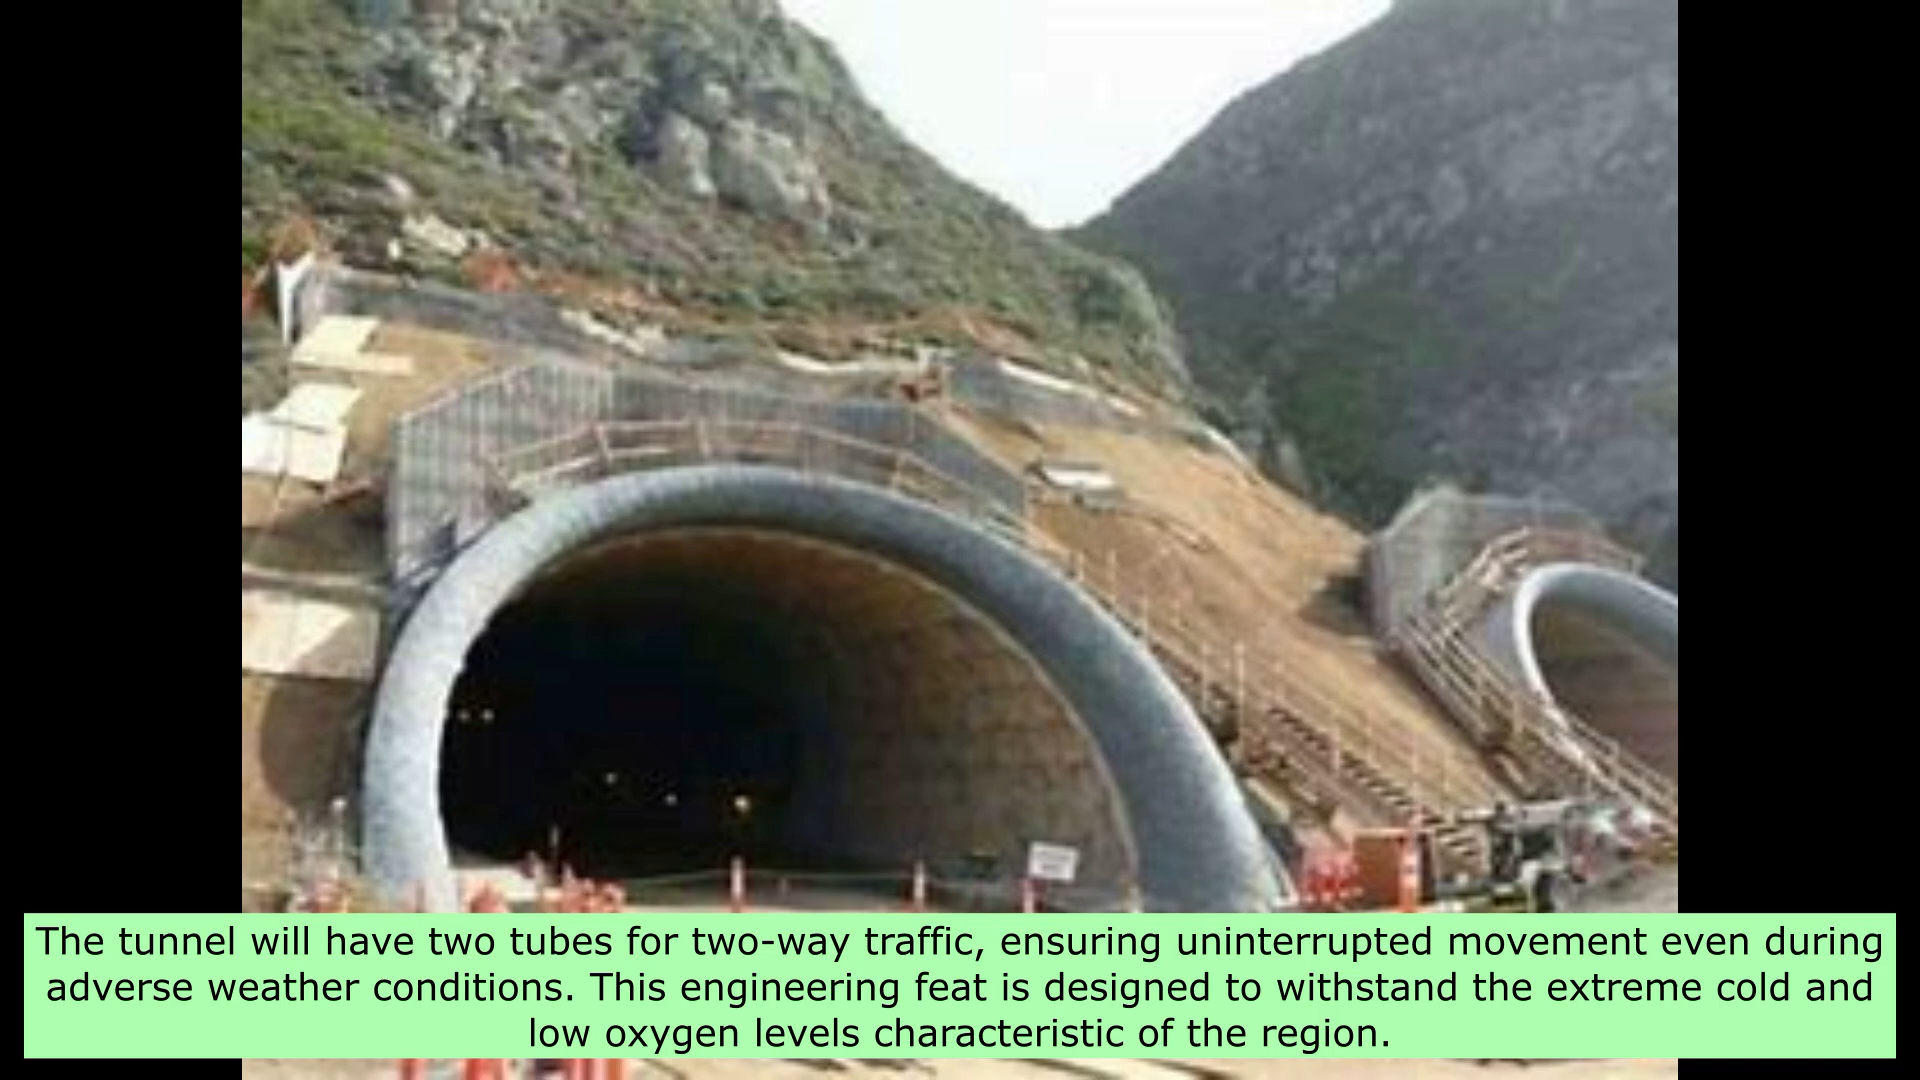 The tunnel will have two tubes for two-way traffic, ensuring uninterrupted movement even during
adverse weather conditions. This engineering feat is designed to withstand the extreme cold and
low oxygen levels characteristic of the region.